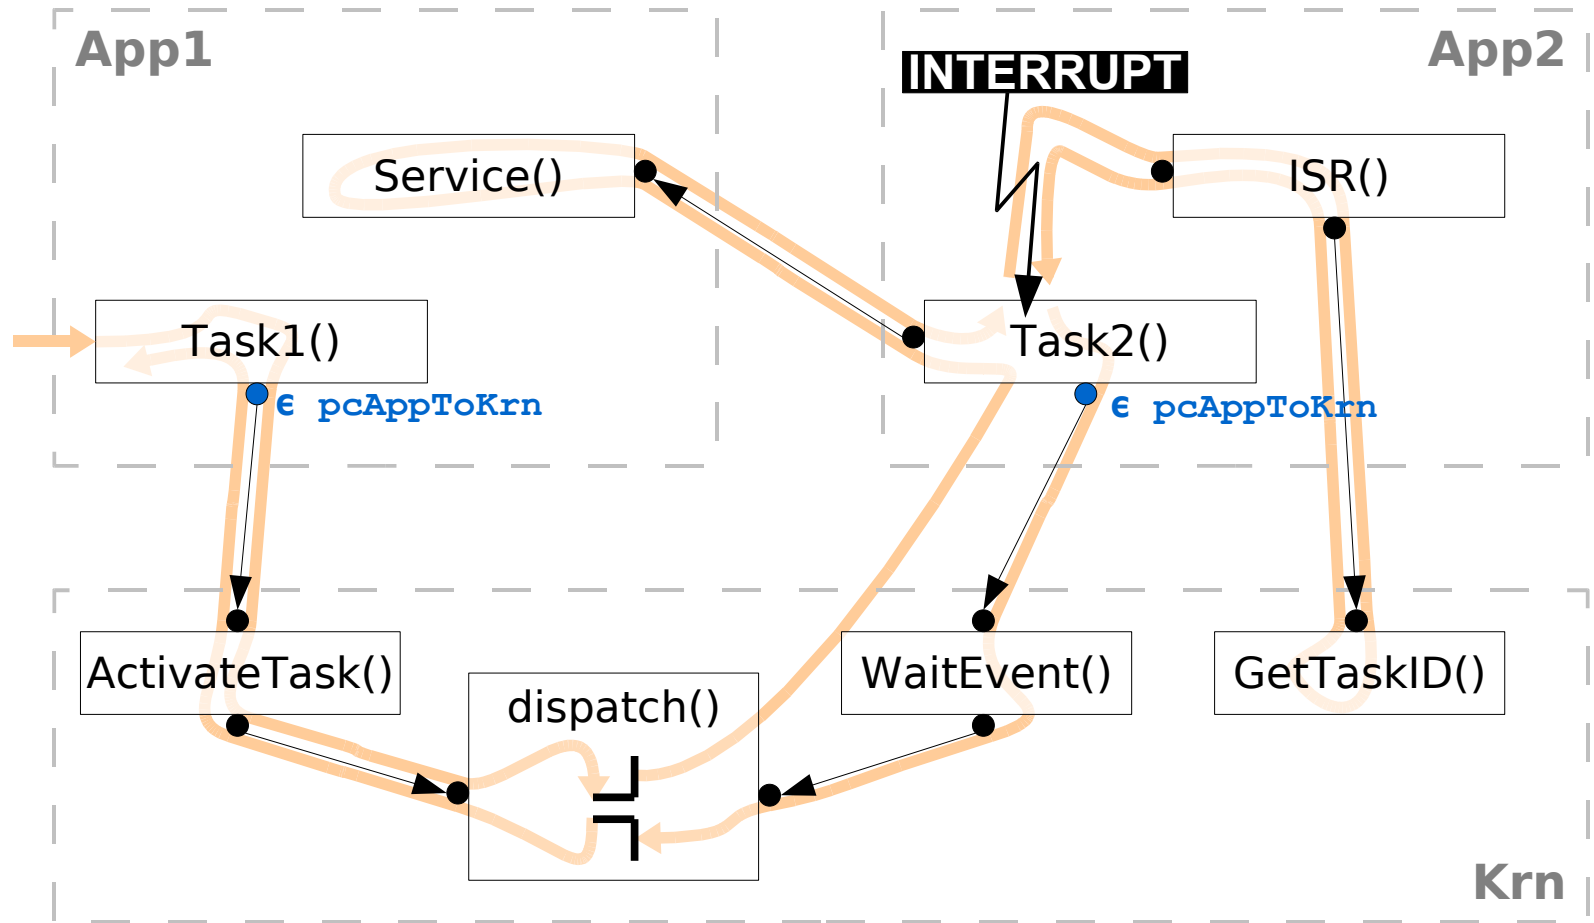 App1
App2
INTERRUPT
Service()
ISR()
Task1()
Task2()
ϵ pcAppToKrn
ϵ pcAppToKrn
ActivateTask()
dispatch()
WaitEvent()
GetTaskID()
Krn